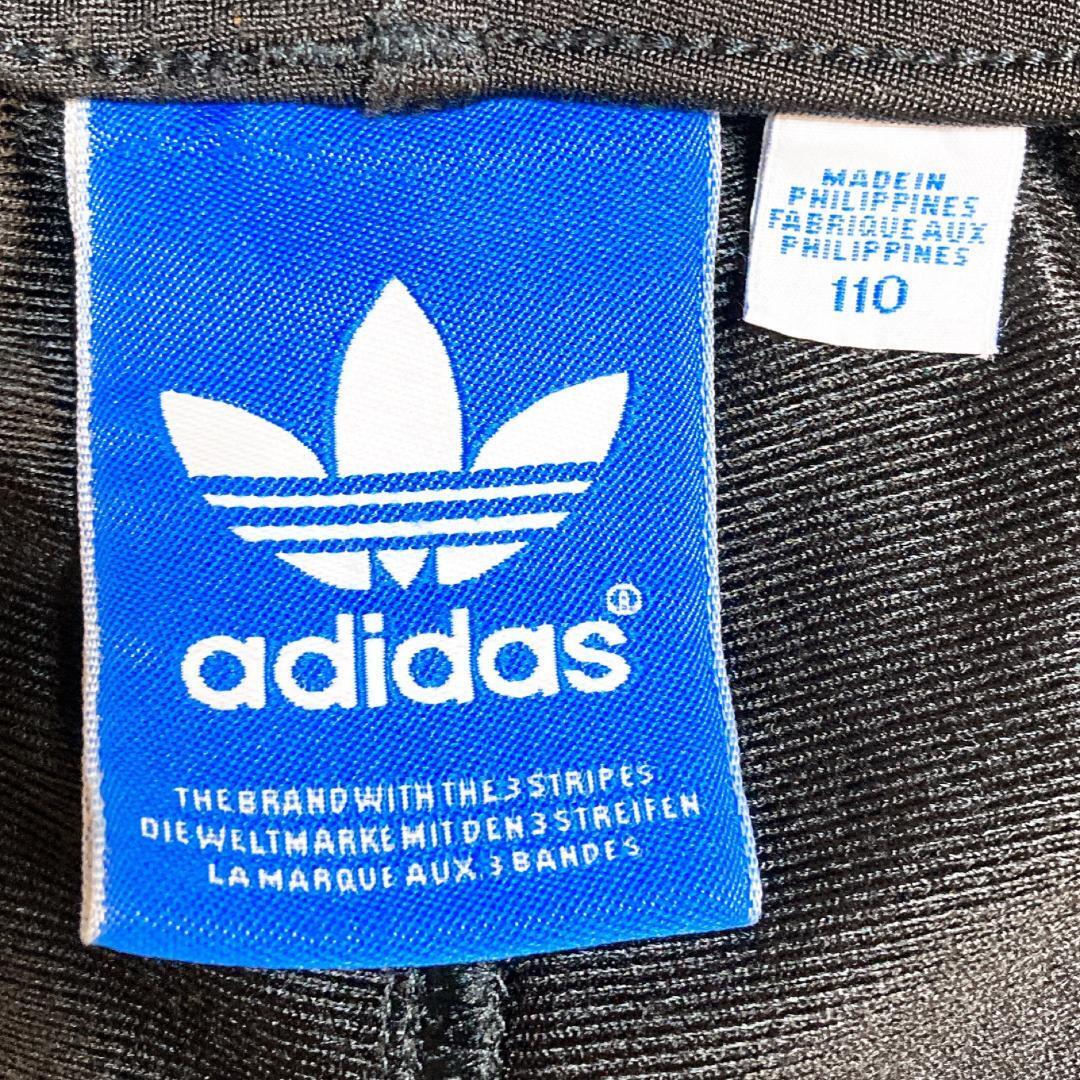 adidas®
THE BRAND WITH THE 3 STRIPES
DIE WELTMARKE MIT DEN 3 STREIFEN
LA MARQUE AUX 3 BANDES
MADE IN
PHILIPPINES
FABRIQUE AUX
PHILIPPINES
110